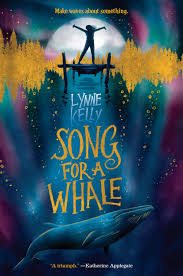 Make waves about something.
LYNNE
KELLY
SONG
FOR A
WHALE
"A triumph."—Katherine Applegate